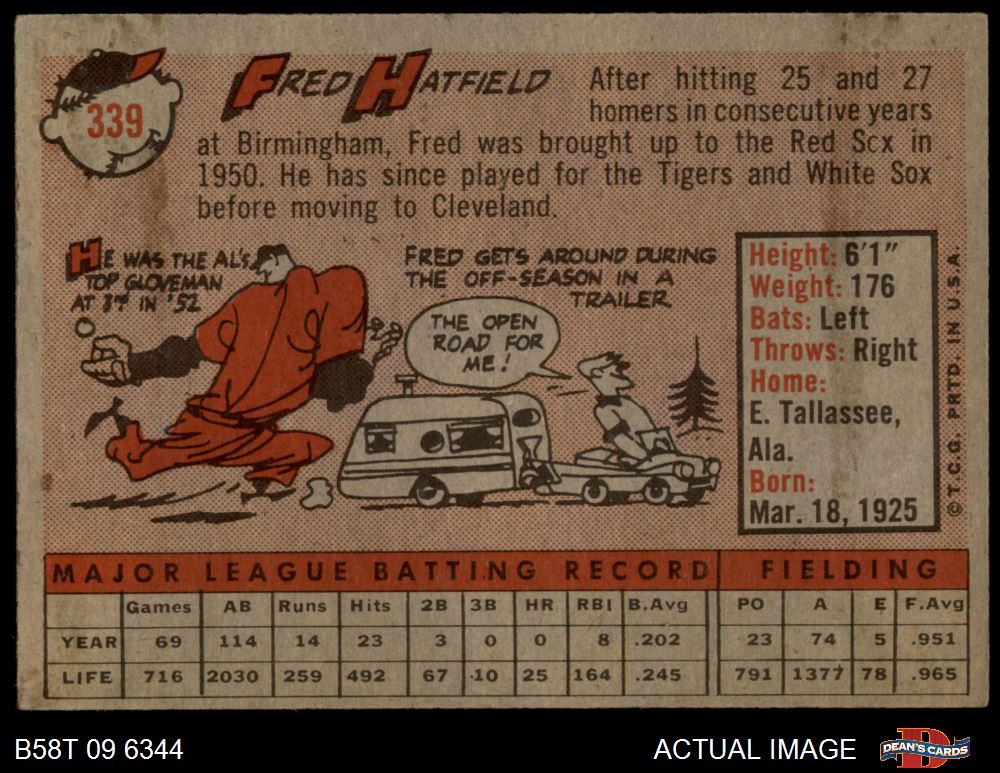 339
FRED HATFIELD
After hitting 25 and 27
homers in consecutive years
at Birmingham, Fred was brought up to the Red Scx in
1950. He has since played for the Tigers and White Sox
before moving to Cleveland.
HE WAS THE AL'S
TOP GLOVEMAN
AT 3rd IN '52
FRED GETS AROUND DURING
THE OFF-SEASON IN A
TRAILER
THE OPEN
ROAD FOR
ME!
Height: 6'1"
Weight: 176
Bats: Left
Throws: Right
Home:
E. Tallassee,
Ala.
Born:
Mar. 18, 1925
© T.C.G. PRTD. IN U.S.A.
MAJOR LEAGUE BATTING RECORD FIELDING
Games AB Runs Hits 2B 3B HR RBI B.Avg PO A E F.Avg
YEAR 69 114 14 23 3 0 0 8 .202 23 74 5 .951
LIFE 716 2030 259 492 67 10 25 164 .245 791 1377 78 .965
B58T 09 6344
ACTUAL IMAGE
DEAN'S CARDS